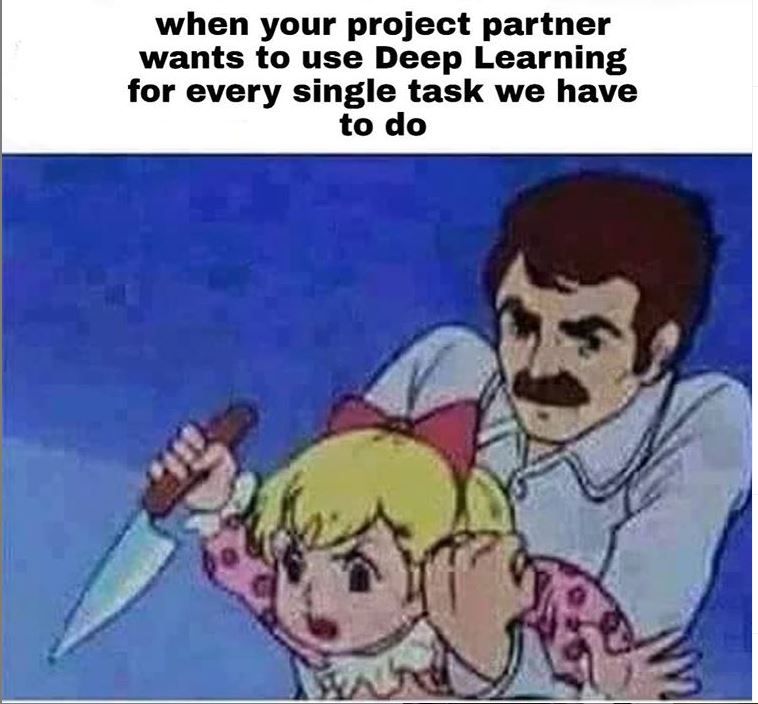 when your project partner
wants to use Deep Learning
for every single task we have
to do